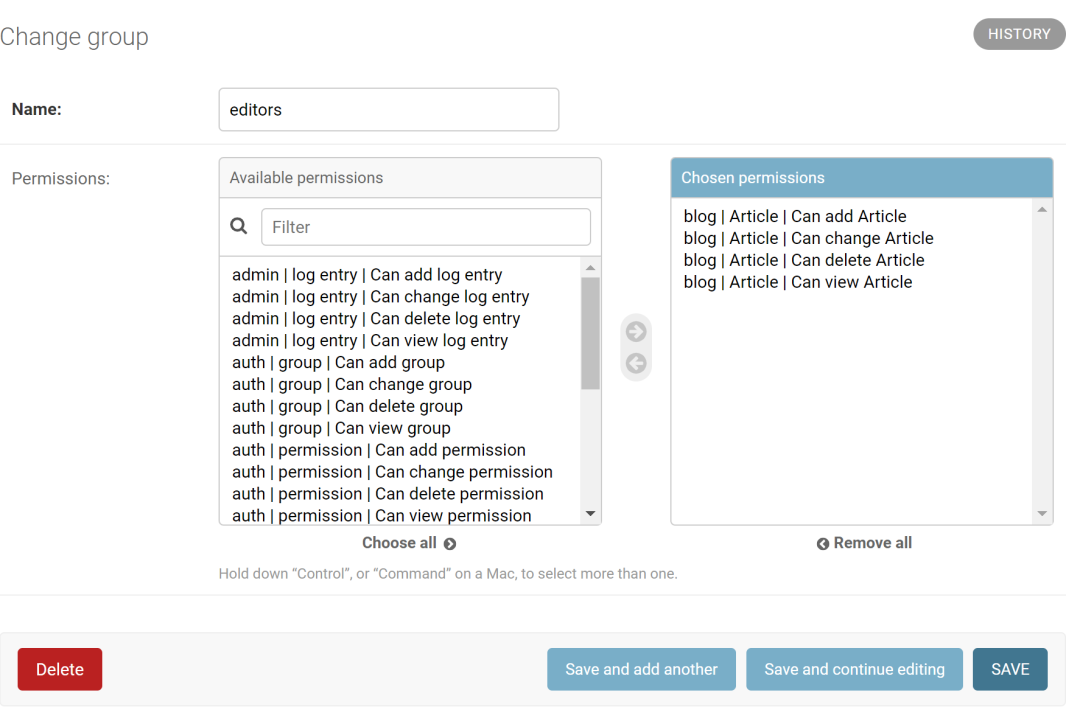 Change group
HISTORY
Name:
editors
Permissions:
Available permissions
Filter
admin | log entry | Can add log entry
admin | log entry | Can change log entry
admin | log entry | Can delete log entry
admin | log entry | Can view log entry
auth | group | Can add group
auth | group | Can change group
auth | group | Can delete group
auth | group | Can view group
auth | permission | Can add permission
auth | permission | Can change permission
auth | permission | Can delete permission
auth | permission | Can view permission
Choose all
Chosen permissions
blog | Article | Can add Article
blog | Article | Can change Article
blog | Article | Can delete Article
blog | Article | Can view Article
Remove all
Hold down “Control”, or “Command” on a Mac, to select more than one.
Delete
Save and add another
Save and continue editing
SAVE